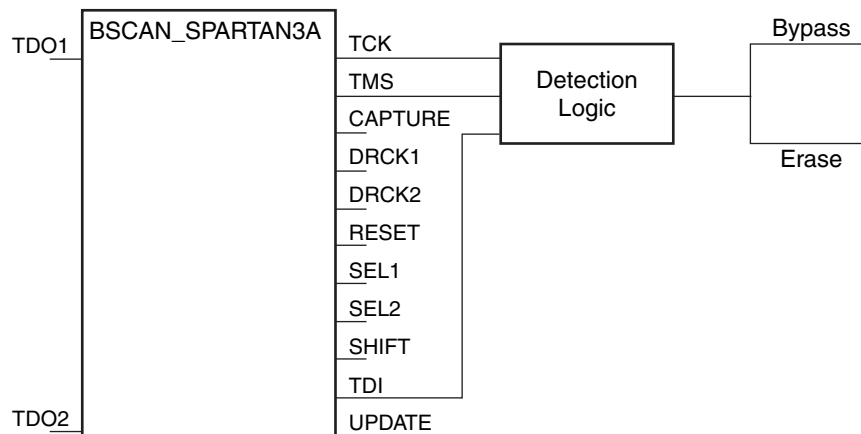 BSCAN_SPARTAN3A
TDO1
TCK
TMS
CAPTURE
DRCK1
DRCK2
RESET
SEL1
SEL2
SHIFT
TDI
TDO2
UPDATE
Detection
Logic
Bypass
Erase